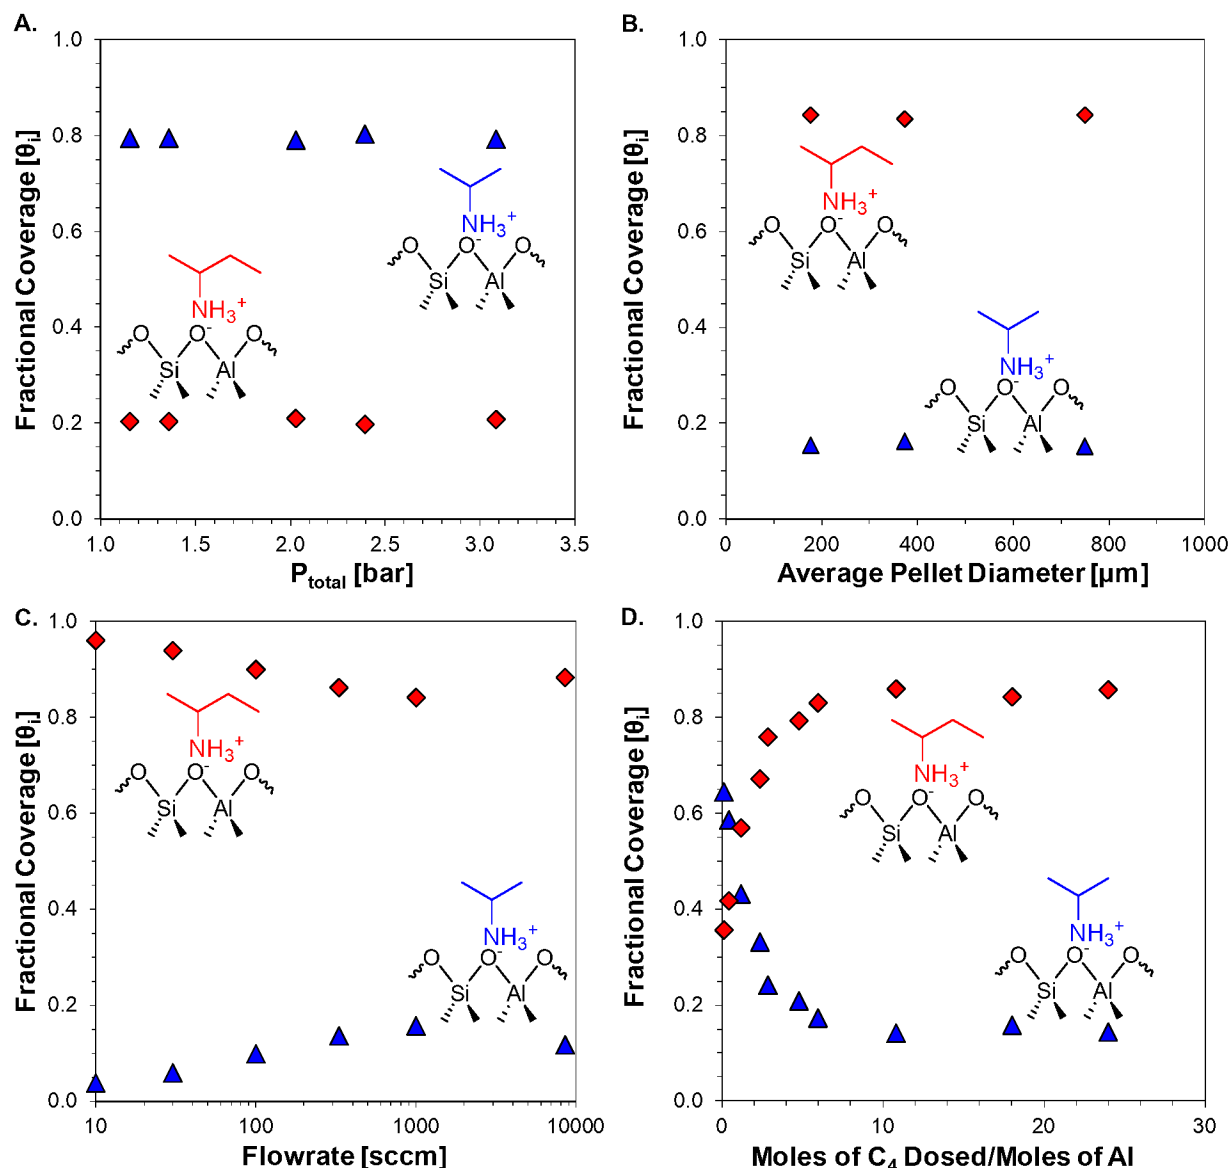 A.
1.0
0.8
0.6
0.4
0.2
0.0
Fractional Coverage [θi]
NH3+
O O- O
Si Al
NH3+
O O- O
Si Al
1.0 1.5 2.0 2.5 3.0 3.5
Ptotal [bar]
B.
1.0
0.8
0.6
0.4
0.2
0.0
Fractional Coverage [θi]
NH3+
O O- O
Si Al
NH3+
O O- O
Si Al
0 200 400 600 800 1000
Average Pellet Diameter [µm]
C.
1.0
0.8
0.6
0.4
0.2
0.0
Fractional Coverage [θi]
NH3+
O O- O
Si Al
NH3+
O O- O
Si Al
10 100 1000 10000
Flowrate [sccm]
D.
1.0
0.8
0.6
0.4
0.2
0.0
Fractional Coverage [θi]
NH3+
O O- O
Si Al
NH3+
O O- O
Si Al
0 10 20 30
Moles of C4 Dosed/Moles of Al